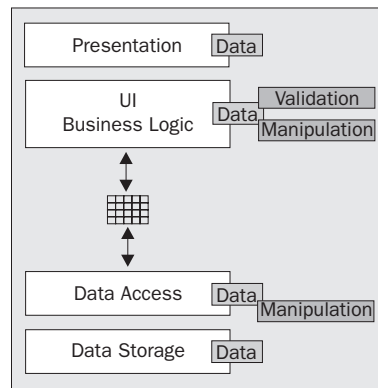 Presentation
Data
UI
Business Logic
Data
Validation
Manipulation
Data Access
Data
Manipulation
Data Storage
Data